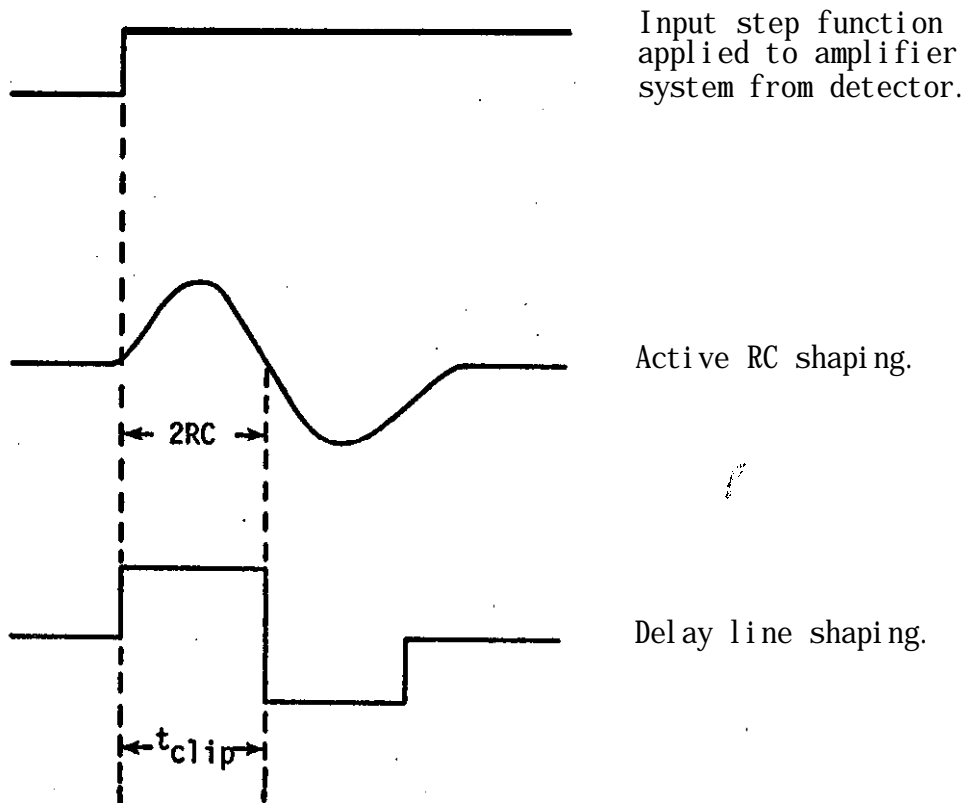 Input step function
applied to amplifier
system from detector.
Active RC shaping.
2RC
Delay line shaping.
tclip